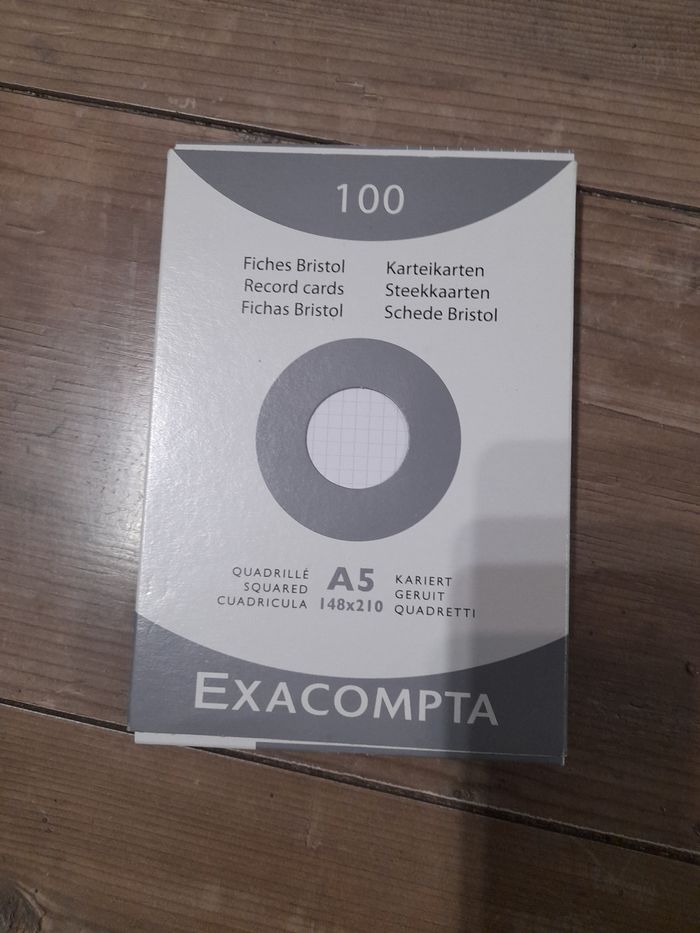 100
Fiches Bristol
Record cards
Fichas Bristol
Karteikarten
Steekkaarten
Schede Bristol
QUADRILLÉ
SQUARED
CUADRICULA
A5
148x210
KARIERT
GERUIT
QUADRETTI
EXACOMPTA